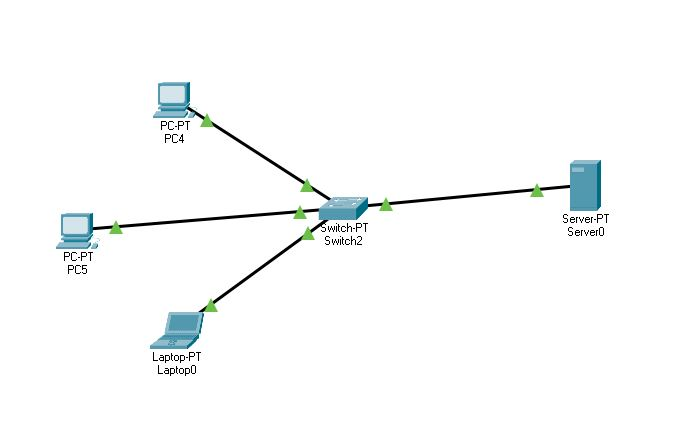 PC-PT
PC4
PC-PT
PC5
Switch-PT
Switch2
Server-PT
Server0
Laptop-PT
Laptop0